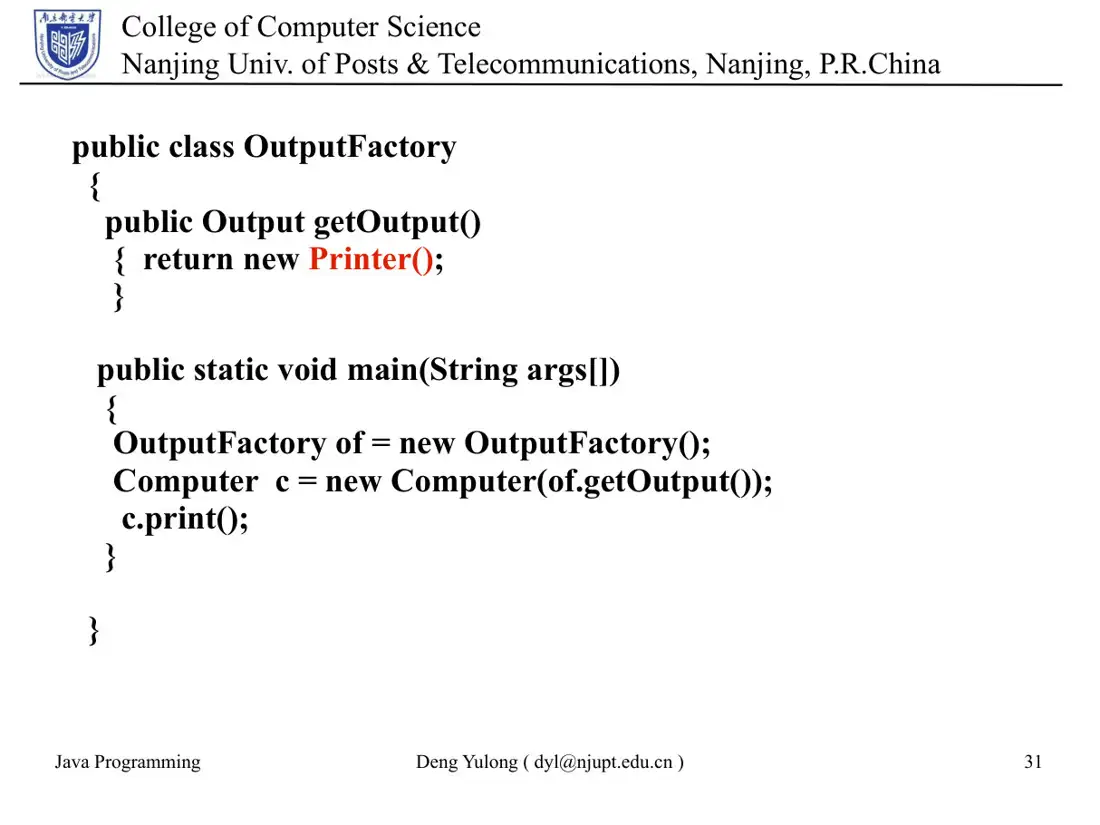 College of Computer Science
Nanjing Univ. of Posts & Telecommunications, Nanjing, P.R.China
public class OutputFactory
{
public Output getOutput()
{ return new Printer();
}
public static void main(String args[])
{
OutputFactory of = new OutputFactory();
Computer  c = new Computer(of.getOutput());
c.print();
}
}
Java Programming
Deng Yulong ( dyl@njupt.edu.cn )
31